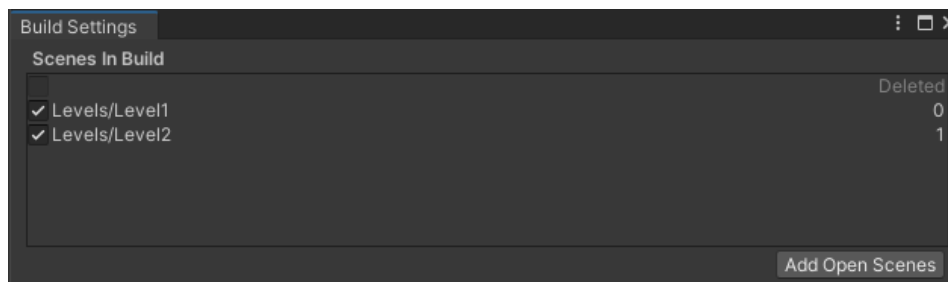 Build Settings
Scenes In Build
Deleted
Levels/Level1 0
Levels/Level2 1
Add Open Scenes